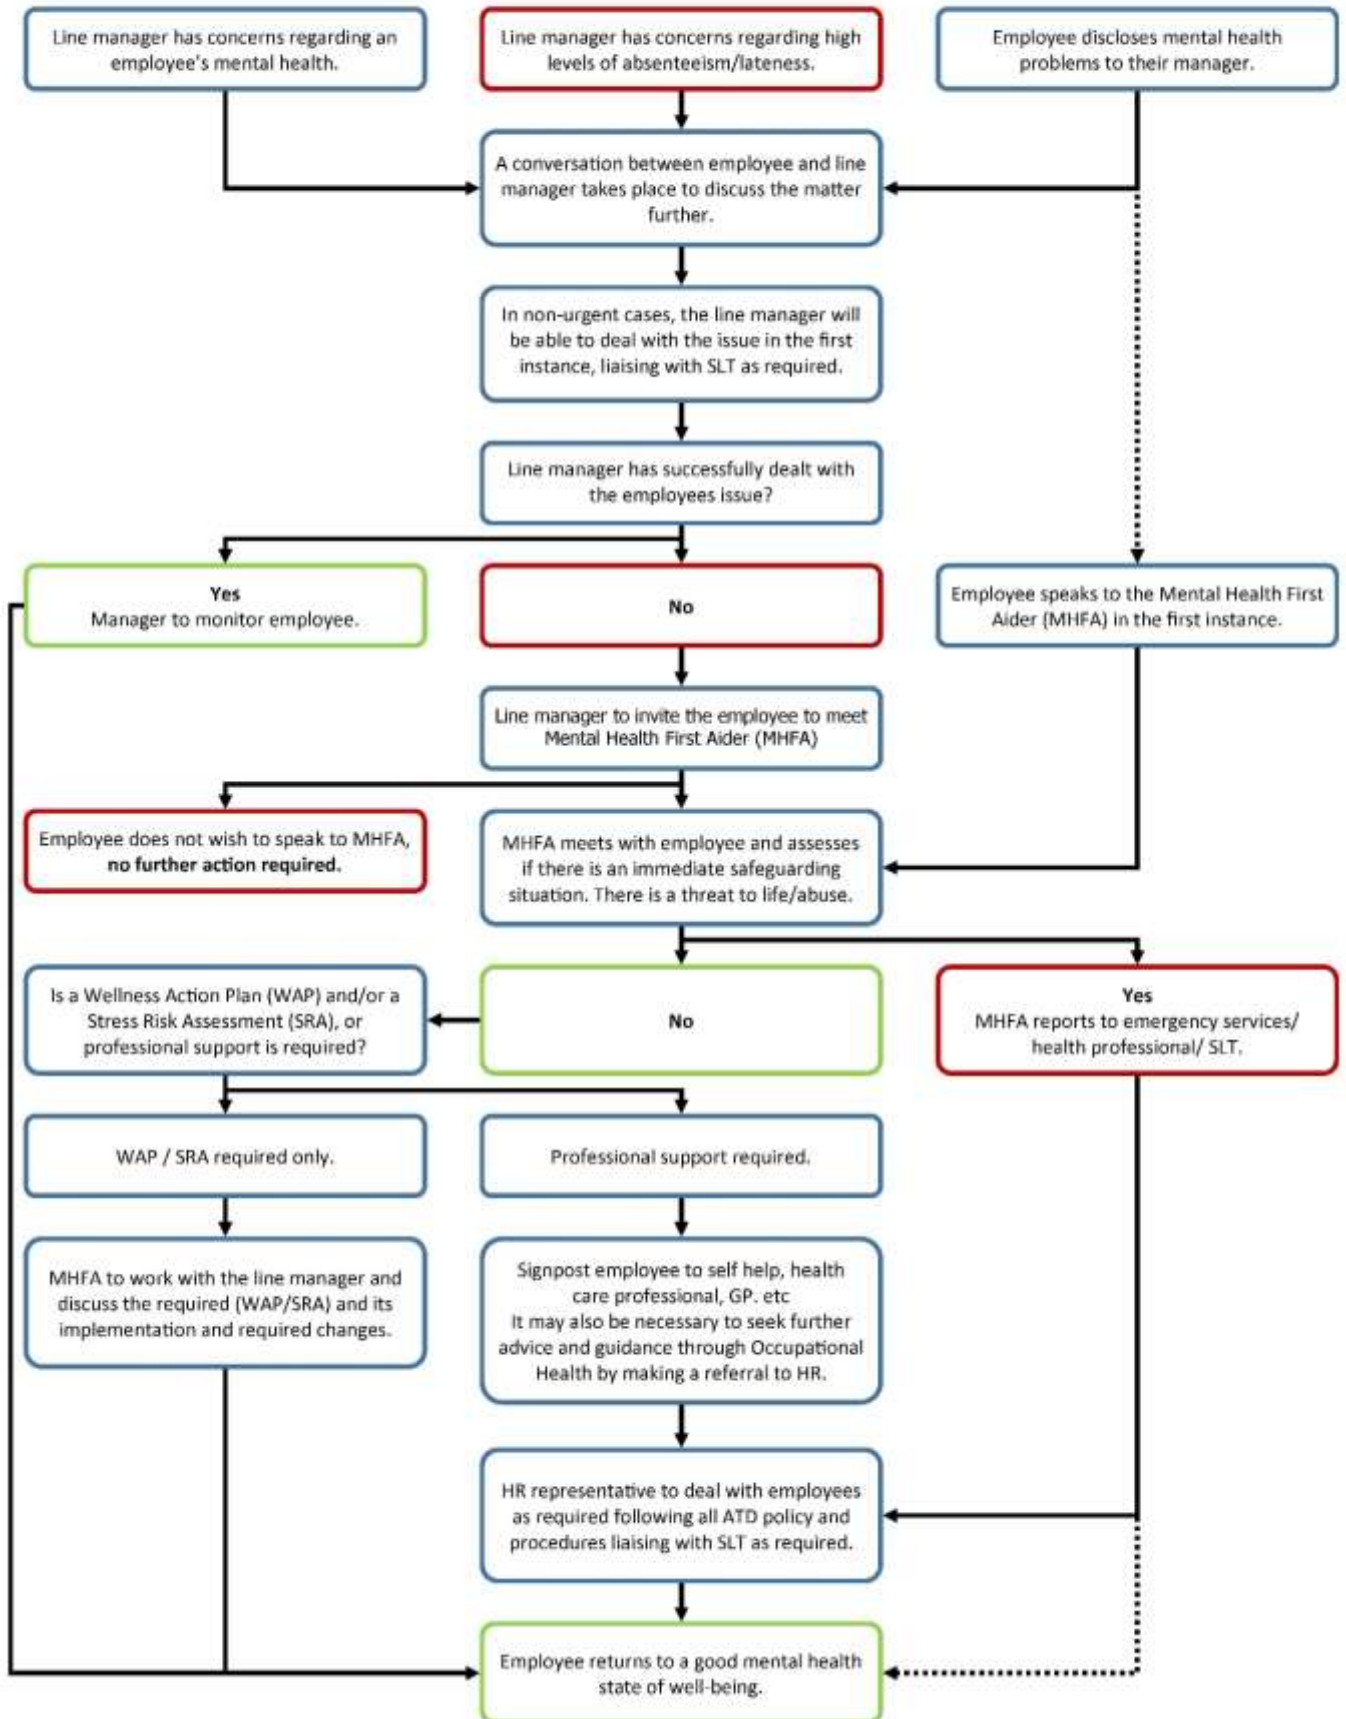 Line manager has concerns regarding an
employee's mental health.
Line manager has concerns regarding high
levels of absenteeism/lateness.
Employee discloses mental health
problems to their manager.
A conversation between employee and line
manager takes place to discuss the matter
further.
In non-urgent cases, the line manager will
be able to deal with the issue in the first
instance, liaising with SLT as required.
Line manager has successfully dealt with
the employees issue?
Yes
Manager to monitor employee.
No
Employee speaks to the Mental Health First
Aider (MHFA) in the first instance.
Line manager to invite the employee to meet
Mental Health First Aider (MHFA)
Employee does not wish to speak to MHFA,
no further action required.
MHFA meets with employee and assesses
if there is an immediate safeguarding
situation. There is a threat to life/abuse.
Is a Wellness Action Plan (WAP) and/or a
Stress Risk Assessment (SRA), or
professional support is required?
No
Yes
MHFA reports to emergency services/
health professional/ SLT.
WAP / SRA required only.
Professional support required.
MHFA to work with the line manager and
discuss the required (WAP/SRA) and its
implementation and required changes.
Signpost employee to self help, health
care professional, GP. etc
It may also be necessary to seek further
advice and guidance through Occupational
Health by making a referral to HR.
HR representative to deal with employees
as required following all ATD policy and
procedures liaising with SLT as required.
Employee returns to a good mental health
state of well-being.